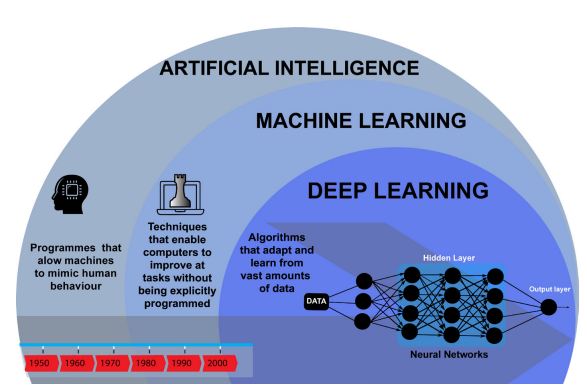 ARTIFICIAL INTELLIGENCE
MACHINE LEARNING
DEEP LEARNING
Programmes that
alow machines
to mimic human
behaviour
Techniques
that enable
computers to
improve at
tasks without
being explicitly
programmed
Algorithms
that adapt and
learn from
vast amounts
of data
Hidden Layer
DATA
Output layer
Neural Networks
1950 1960 1970 1980 1990 2000